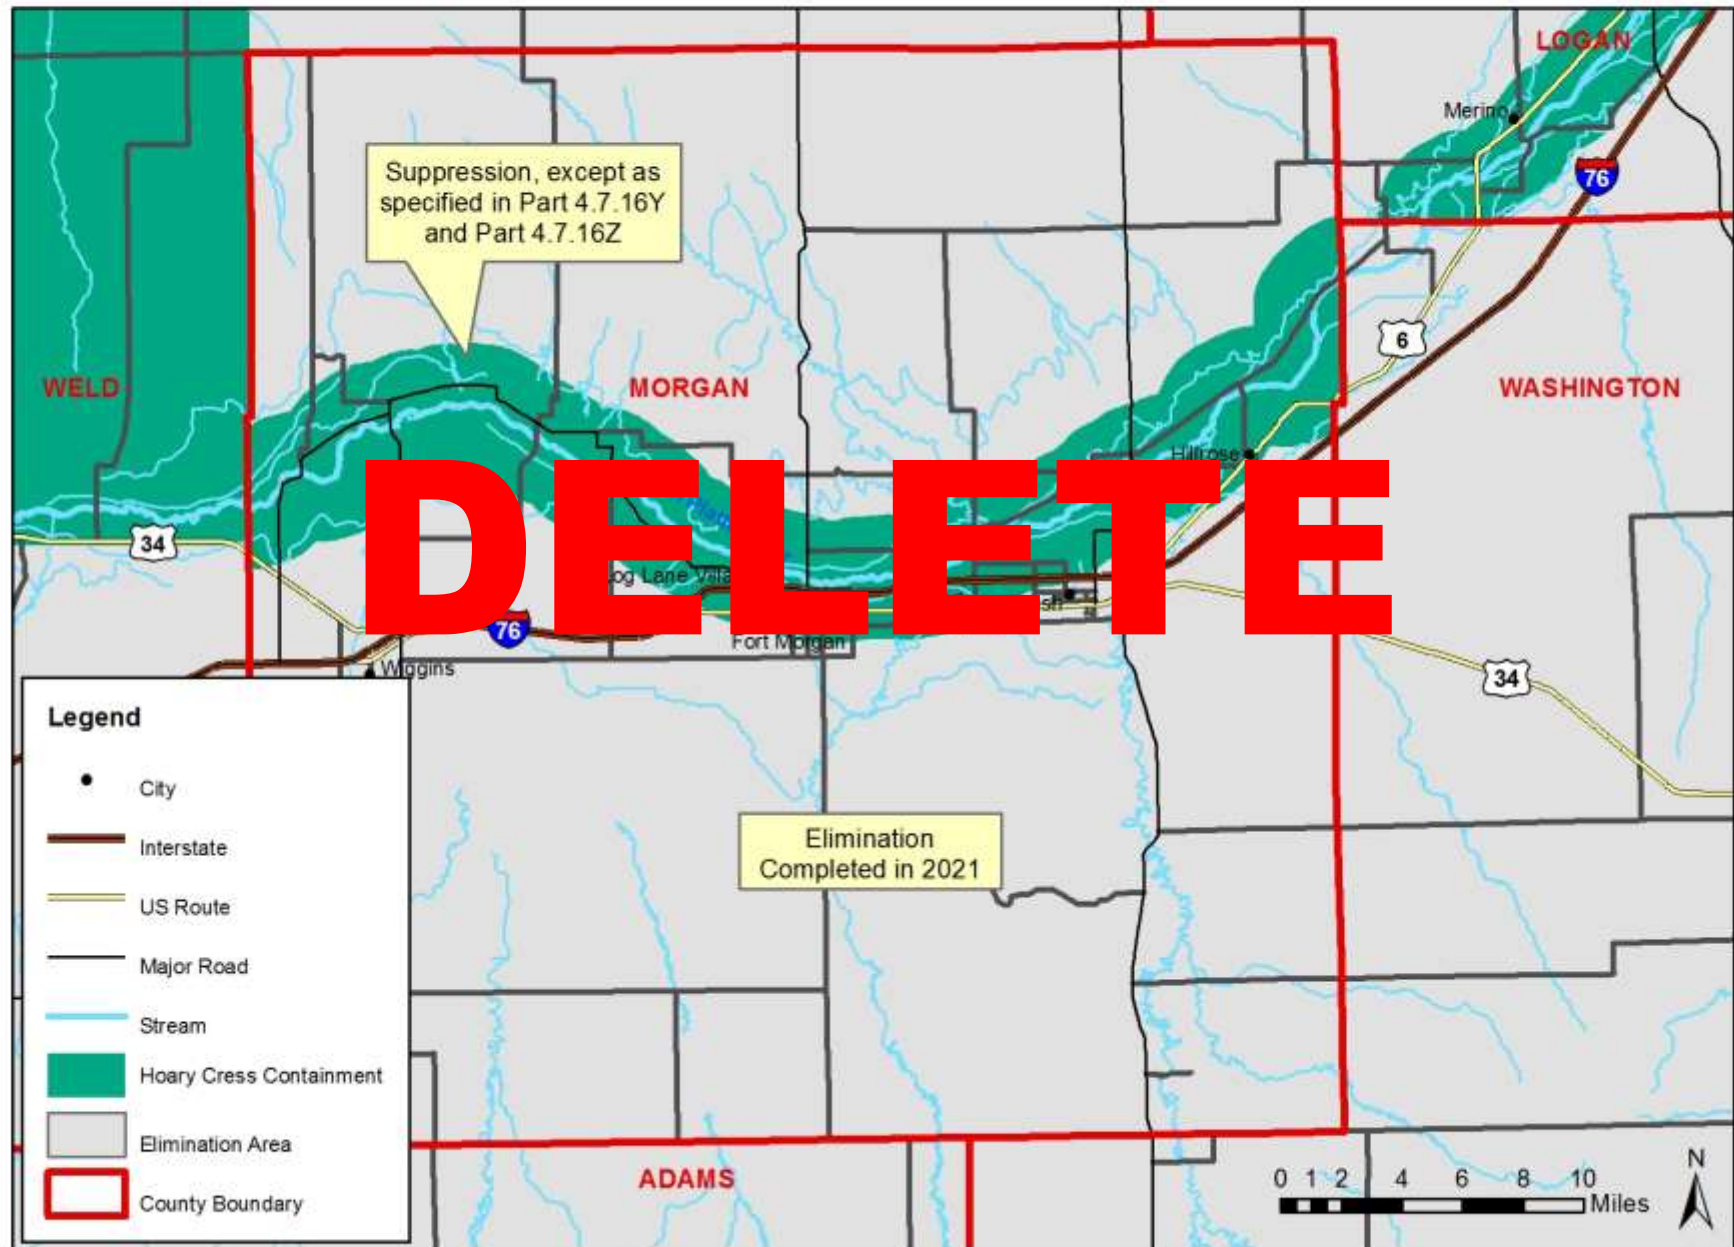 LOGAN
Merino
76
Suppression, except as
specified in Part 4.7.16Y
and Part 4.7.16Z
6
WELD
MORGAN
WASHINGTON
Hillrose
DELETE
34
76
Fort Morgan
Wiggins
34
Legend
City
Interstate
US Route
Major Road
Stream
Hoary Cress Containment
Elimination Area
County Boundary
Elimination
Completed in 2021
ADAMS
0 1 2 4 6 8 10
Miles
N